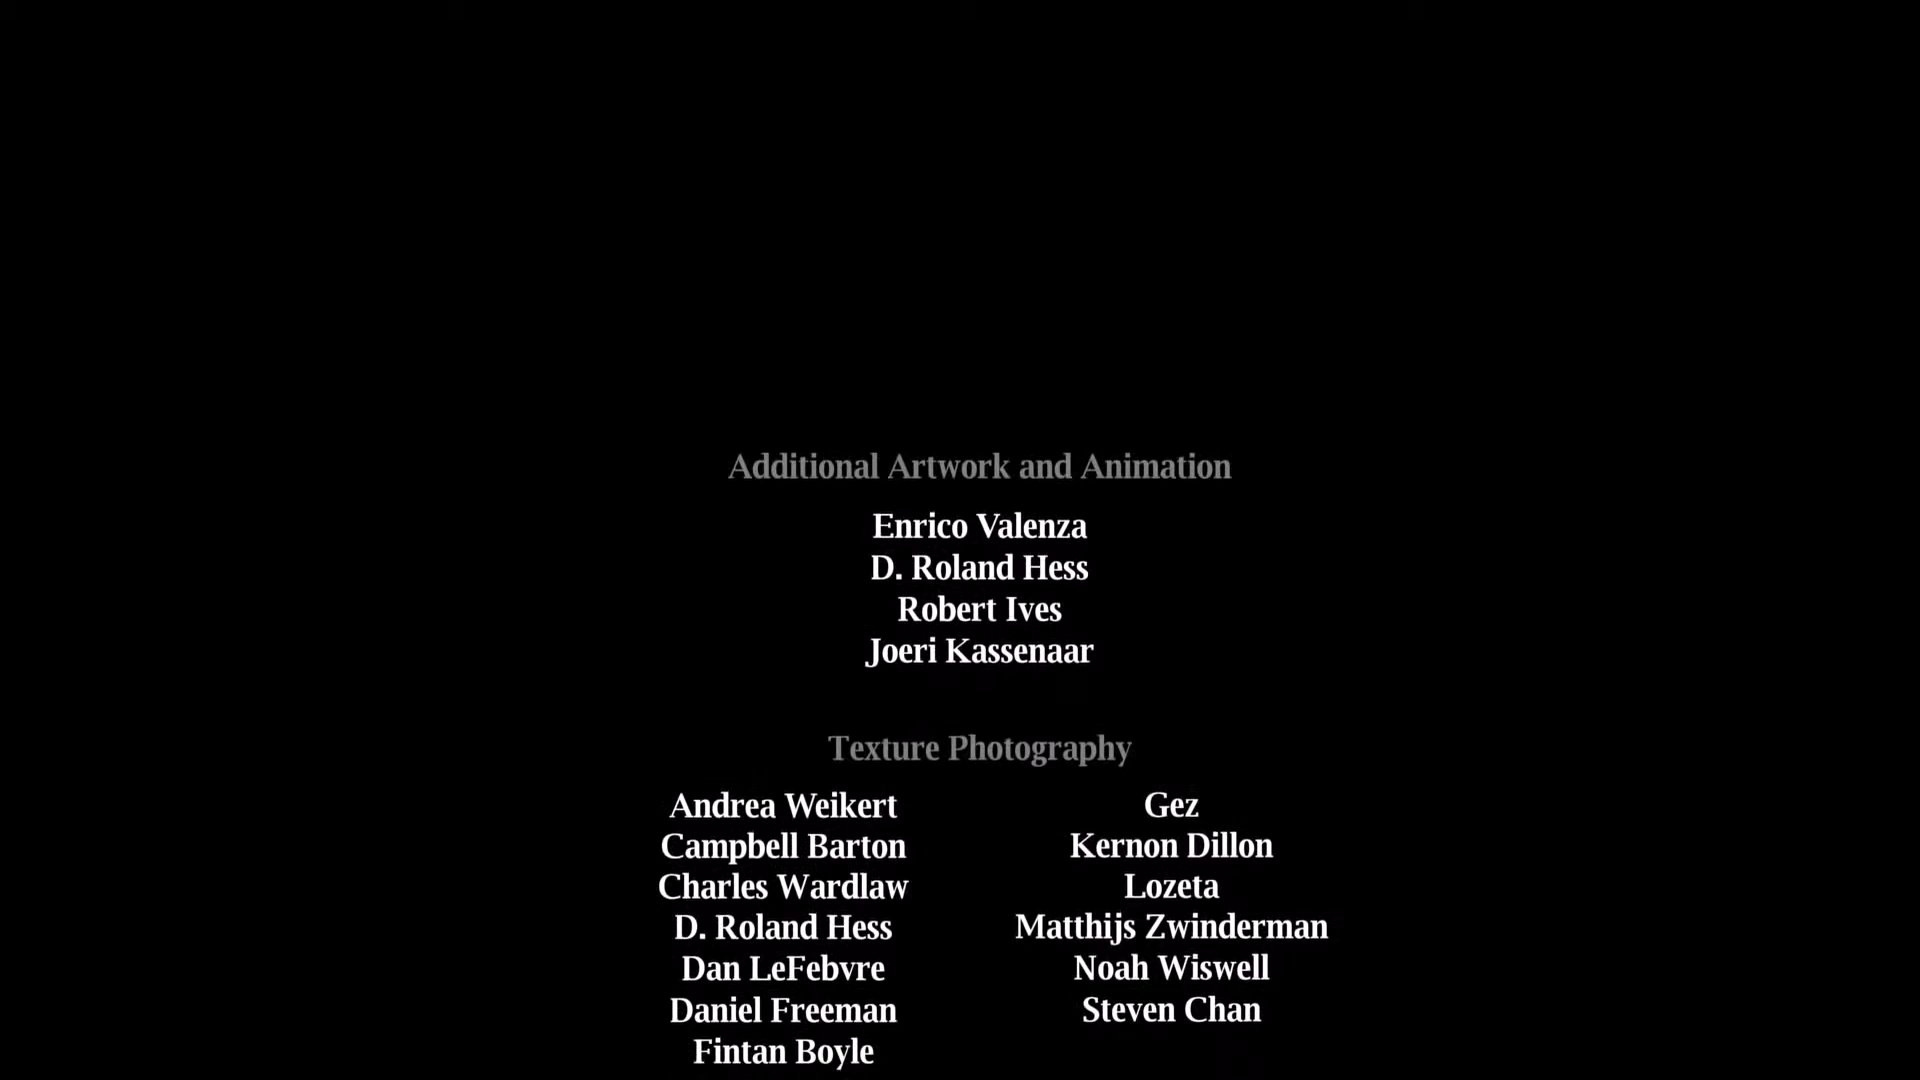 Additional Artwork and Animation
Enrico Valenza
D. Roland Hess
Robert Ives
Joeri Kassenaar
Texture Photography
Andrea Weikert
Campbell Barton
Charles Wardlaw
D. Roland Hess
Dan LeFebvre
Daniel Freeman
Fintan Boyle
Gez
Kernon Dillon
Lozeta
Matthijs Zwinderman
Noah Wiswell
Steven Chan